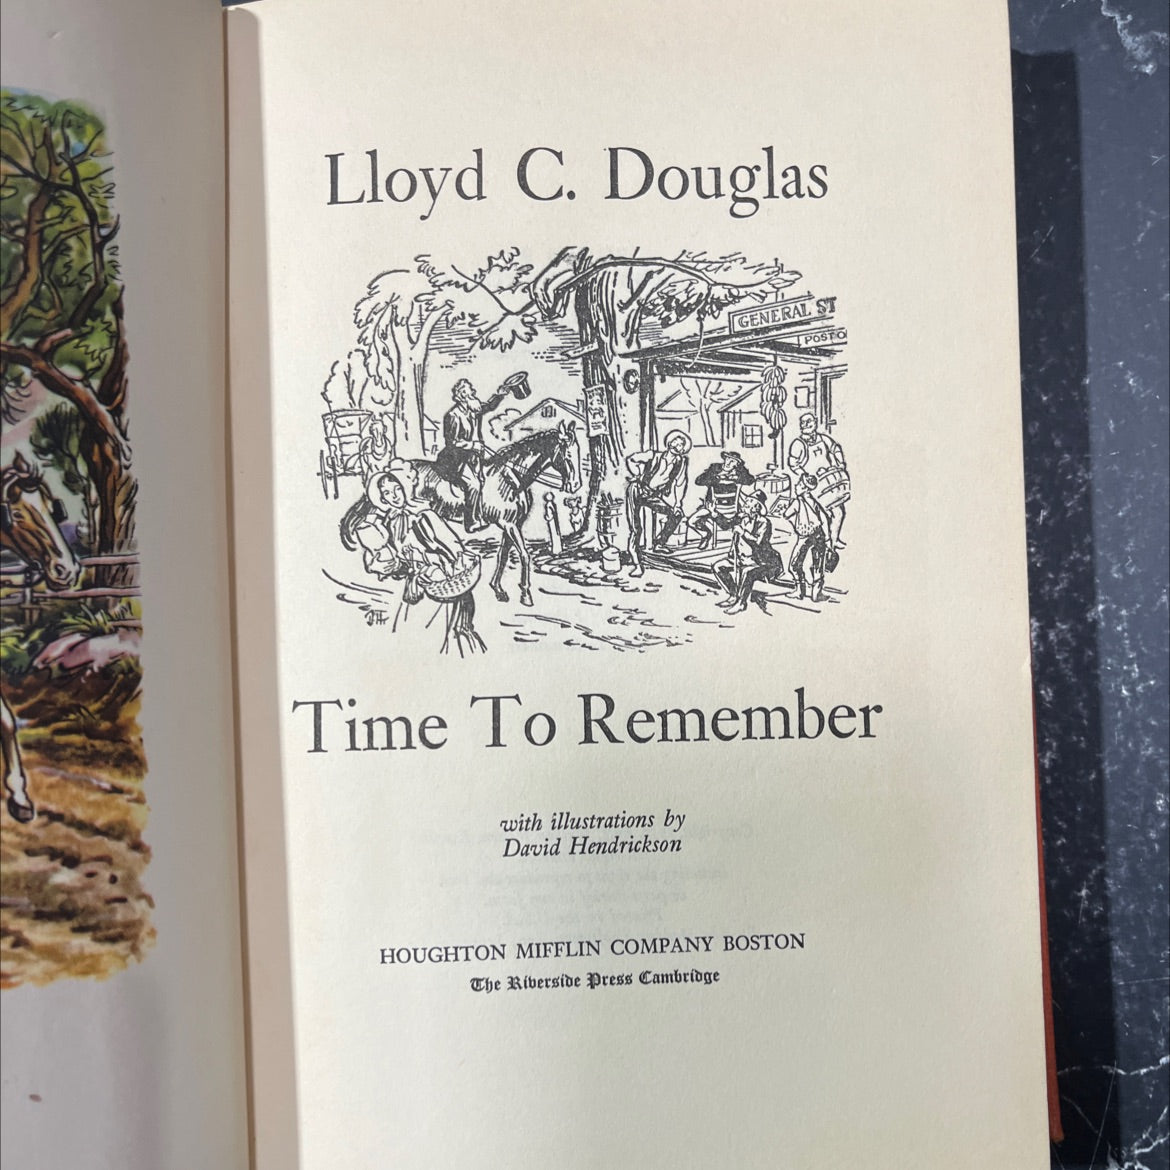 Lloyd C. Douglas
GENERAL ST
POSTO
Time To Remember
with illustrations by
David Hendrickson
HOUGHTON MIFFLIN COMPANY BOSTON
The Riverside Press Cambridge